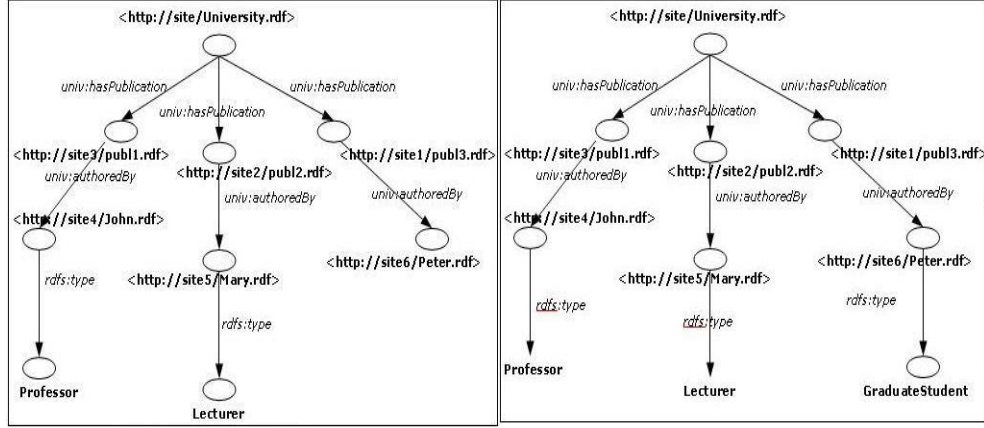 <http://site/University.rdf>
univ:hasPublication
univ:hasPublication
univ:hasPublication
<http://site3/publ1.rdf>
<http://site2/publ2.rdf>
<http://site1/publ3.rdf>
univ:authoredBy
univ:authoredBy
univ:authoredBy
<http://site4/John.rdf>
<http://site5/Mary.rdf>
<http://site6/Peter.rdf>
rdfs:type
rdfs:type
Professor
Lecturer
<http://site/University.rdf>
univ:hasPublication
univ:hasPublication
univ:hasPublication
<http://site3/publ1.rdf>
<http://site2/publ2.rdf>
<http://site1/publ3.rdf>
univ:authoredBy
univ:authoredBy
univ:authoredBy
<http://site4/John.rdf>
<http://site5/Mary.rdf>
<http://site6/Peter.rdf>
rdfs:type
rdfs:type
rdfs:type
Professor
Lecturer
GraduateStudent